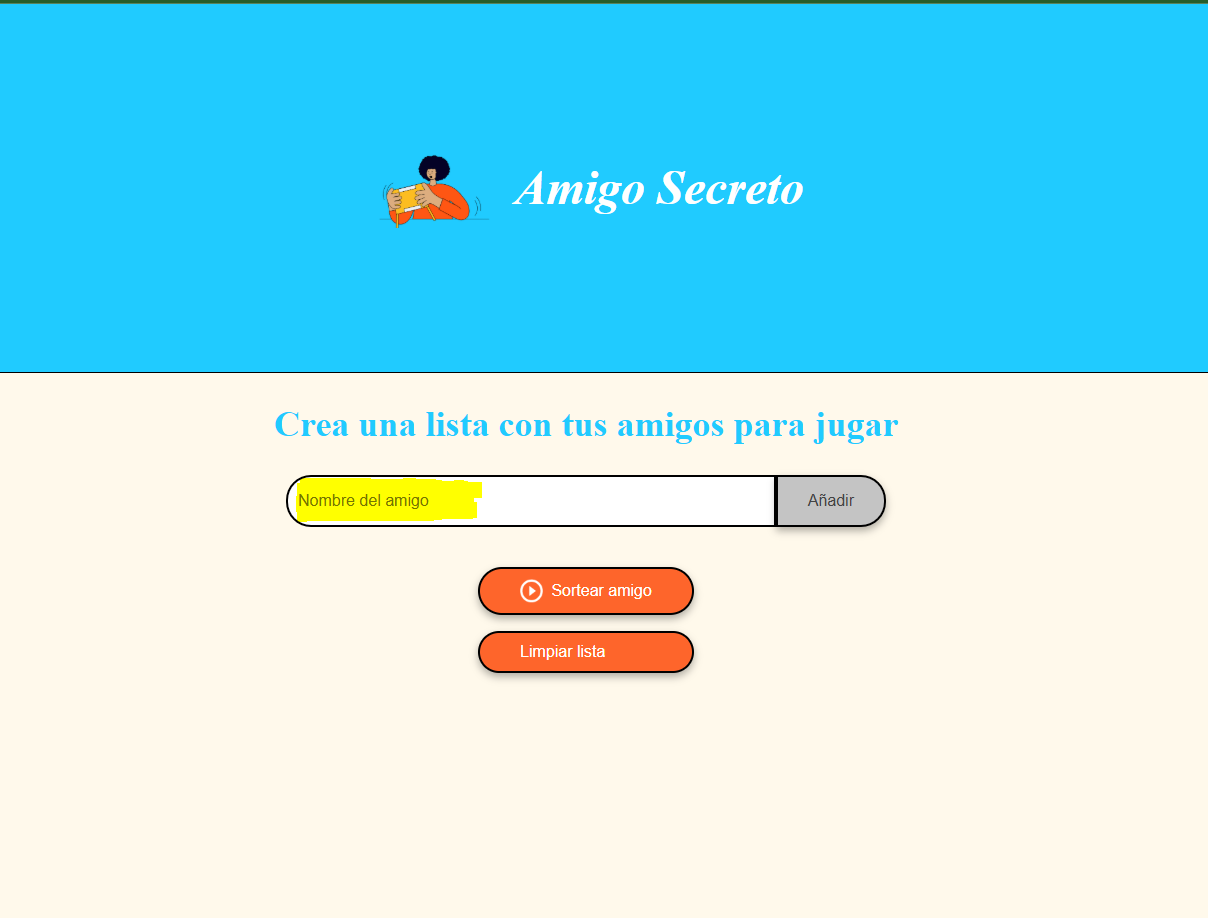 Amigo Secreto
Crea una lista con tus amigos para jugar
Nombre del amigo
Añadir
Sortear amigo
Limpiar lista